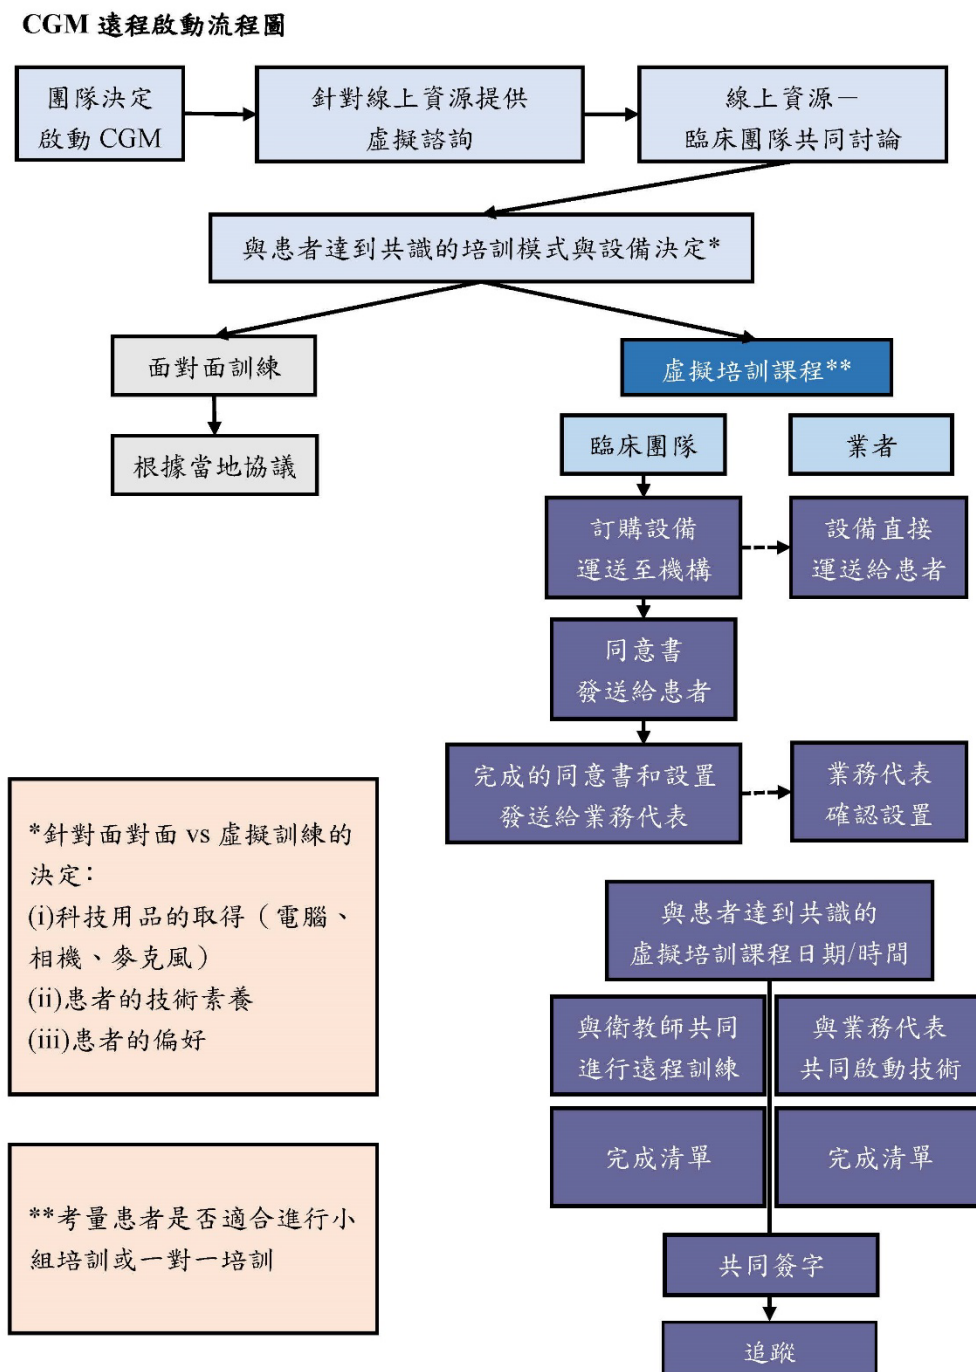 CGM 遠程啟動流程圖
團隊決定
啟動 CGM
針對線上資源提供
虛擬諮詢
線上資源－
臨床團隊共同討論
與患者達到共識的培訓模式與設備決定*
面對面訓練
根據當地協議
虛擬培訓課程**
臨床團隊
業者
訂購設備
運送至機構
設備直接
運送給患者
同意書
發送給患者
完成的同意書和設置
發送給業務代表
業務代表
確認設置
*針對面對面 vs 虛擬訓練的
決定：
(i)科技用品的取得（電腦、
相機、麥克風）
(ii)患者的技術素養
(iii)患者的偏好
與患者達到共識的
虛擬培訓課程日期/時間
與衛教師共同
進行遠程訓練
與業務代表
共同啟動技術
完成清單
完成清單
**考量患者是否適合進行小
組培訓或一對一培訓
共同簽字
追蹤